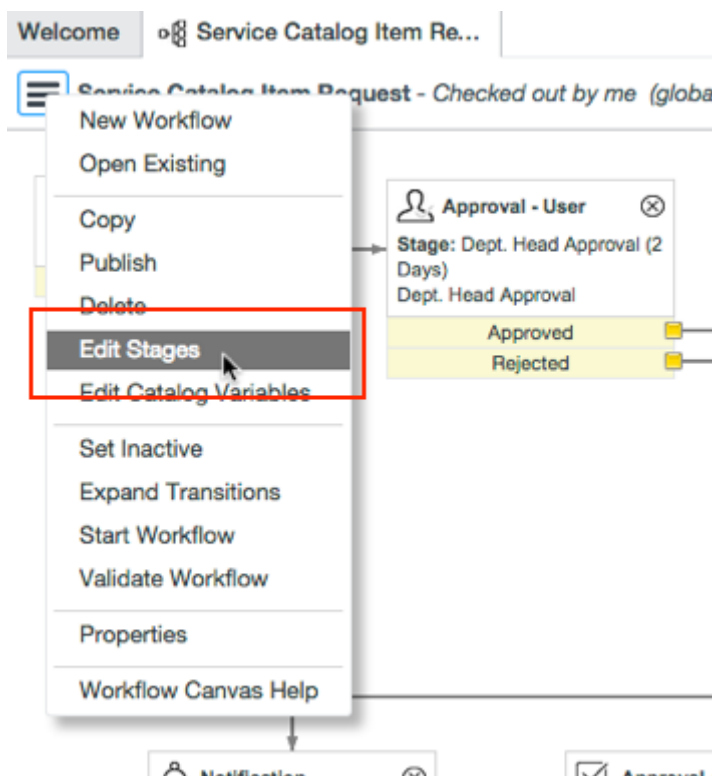 Welcome
Service Catalog Item Re...
Service Catalog Item Request - Checked out by me (globa
New Workflow
Open Existing
Copy
Publish
Delete
Edit Stages
Edit Catalog Variables
Set Inactive
Expand Transitions
Start Workflow
Validate Workflow
Properties
Workflow Canvas Help
Approval - User
Stage: Dept. Head Approval (2
Days)
Dept. Head Approval
Approved
Rejected
Notification
Approval